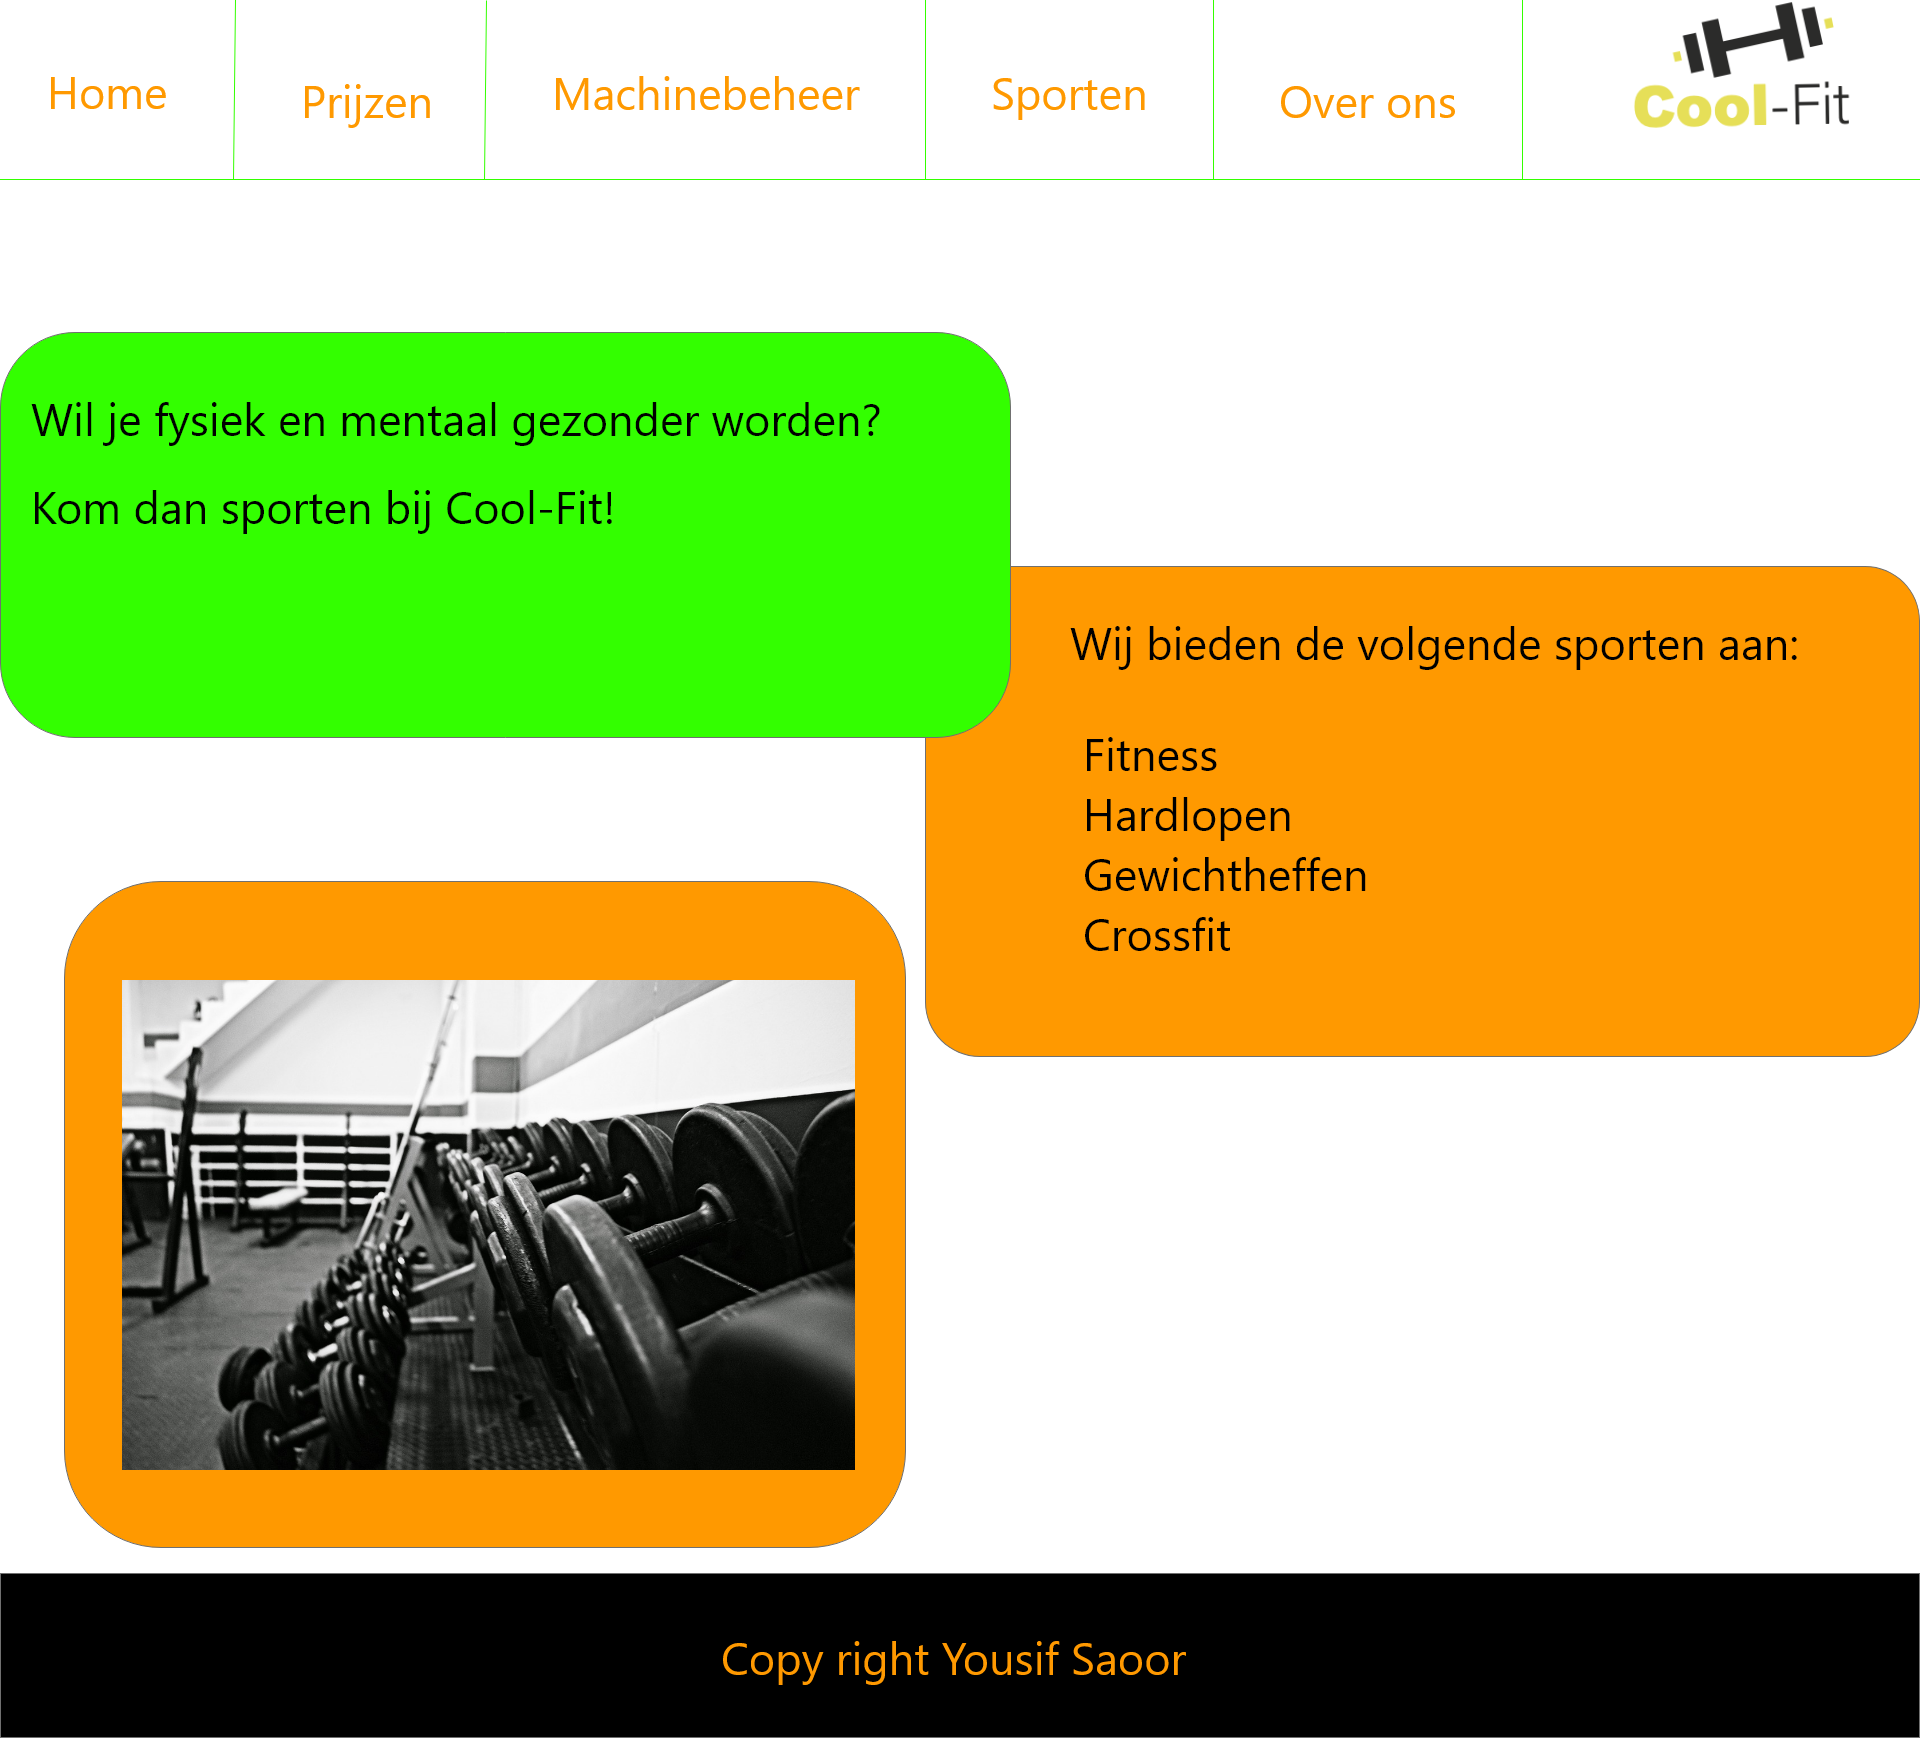 Home
Prijzen
Machinebeheer
Sporten
Over ons
Cool-Fit
Wil je fysiek en mentaal gezonder worden?
Kom dan sporten bij Cool-Fit!
Wij bieden de volgende sporten aan:
Fitness
Hardlopen
Gewichtheffen
Crossfit
Copy right Yousif Saoor